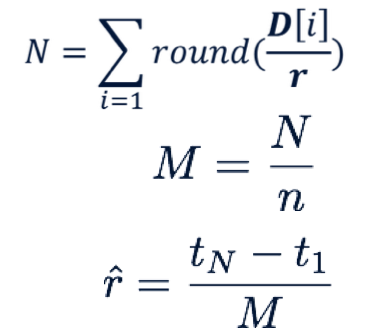 N = ∑_{i=1} round(D[i]/r)
M = N/n
r̂ = (t_N − t_1)/M